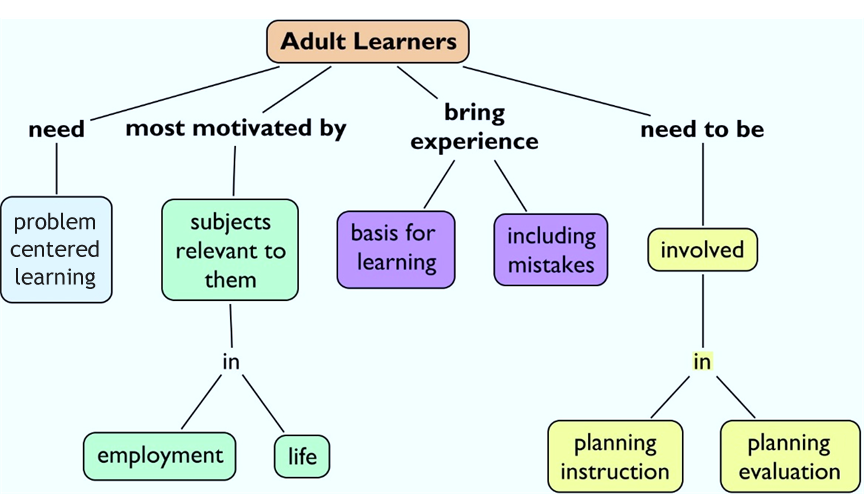 Adult Learners
need
most motivated by
bring
experience
need to be
problem
centered
learning
subjects
relevant to
them
basis for
learning
including
mistakes
involved
in
in
employment
life
planning
instruction
planning
evaluation